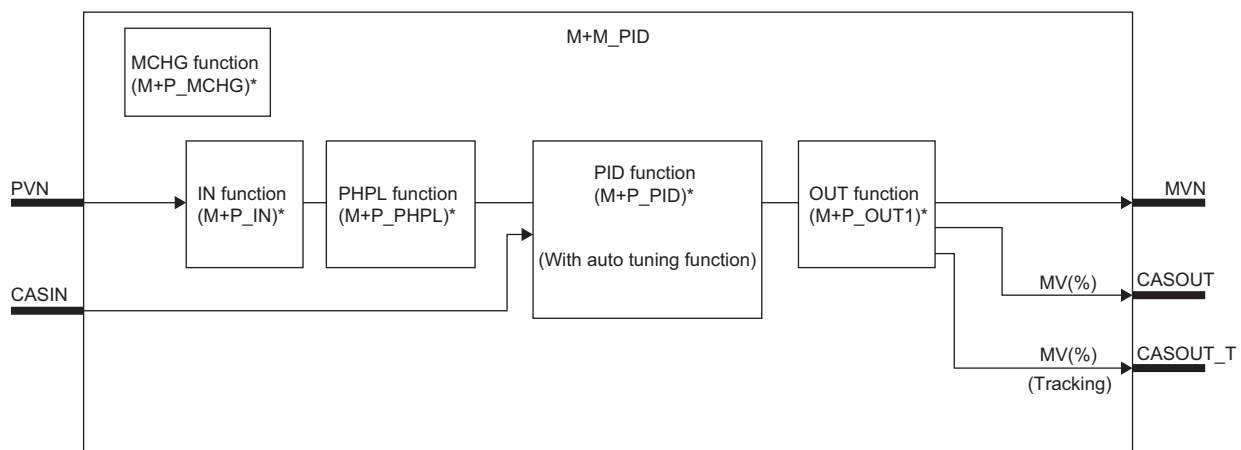 M+M_PID
MCHG function
(M+P_MCHG)*
PVN
IN function
(M+P_IN)*
PHPL function
(M+P_PHPL)*
PID function
(M+P_PID)*
(With auto tuning function)
OUT function
(M+P_OUT1)*
MVN
CASIN
MV(%)
CASOUT
MV(%)
(Tracking)
CASOUT_T